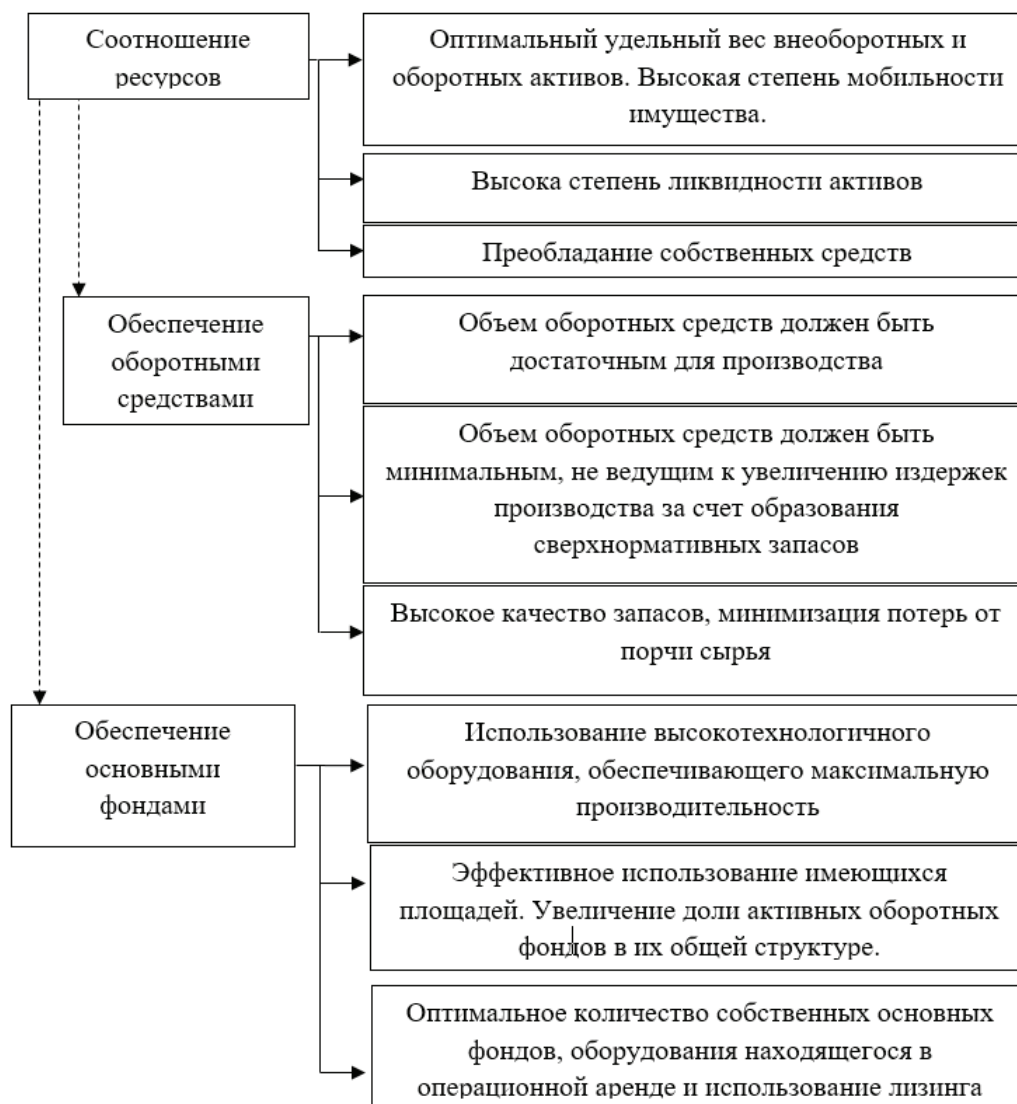 Соотношение
ресурсов
Оптимальный удельный вес внеоборотных и
оборотных активов. Высокая степень мобильности
имущества.
Высока степень ликвидности активов
Преобладание собственных средств
Обеспечение
оборотными
средствами
Объем оборотных средств должен быть
достаточным для производства
Объем оборотных средств должен быть
минимальным, не ведущим к увеличению издержек
производства за счет образования
сверхнормативных запасов
Высокое качество запасов, минимизация потерь от
порчи сырья
Обеспечение
основными
фондами
Использование высокотехнологичного
оборудования, обеспечивающего максимальную
производительность
Эффективное использование имеющихся
площадей. Увеличение доли активных оборотных
фондов в их общей структуре.
Оптимальное количество собственных основных
фондов, оборудования находящегося в
операционной аренде и использование лизинга